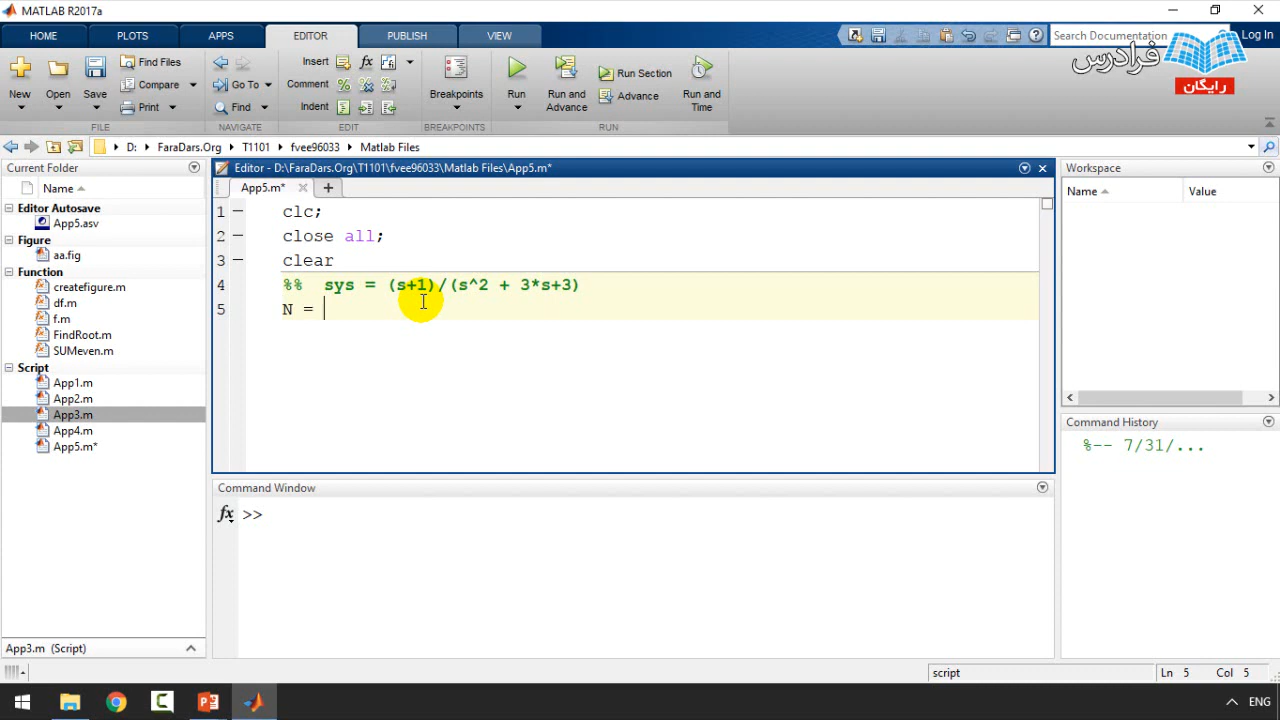 MATLAB R2017a
HOME PLOTS APPS EDITOR PUBLISH VIEW
Search Documentation Log In
فرادرس
رایگان
New Open Save Find Files Compare Print
FILE
Go To Find
NAVIGATE
Insert fx Comment % Indent
EDIT
Breakpoints
BREAKPOINTS
Run Run and Advance Run Section Advance Run and Time
RUN
D: FaraDars.Org T1101 fvee96033 Matlab Files
Current Folder
Name
Editor Autosave
App5.asv
Figure
aa.fig
Function
createfigure.m
df.m
f.m
FindRoot.m
SUMeven.m
Script
App1.m
App2.m
App3.m
App4.m
App5.m*
App3.m (Script)
Editor - D:\FaraDars.Org\T1101\fvee96033\Matlab Files\App5.m*
App5.m*
1 clc;
2 close all;
3 clear
4 %% sys = (s+1)/(s^2 + 3*s+3)
5 N =
Command Window
fx >>
Workspace
Name Value
Command History
%-- 7/31/...
script Ln 5 Col 5
ENG